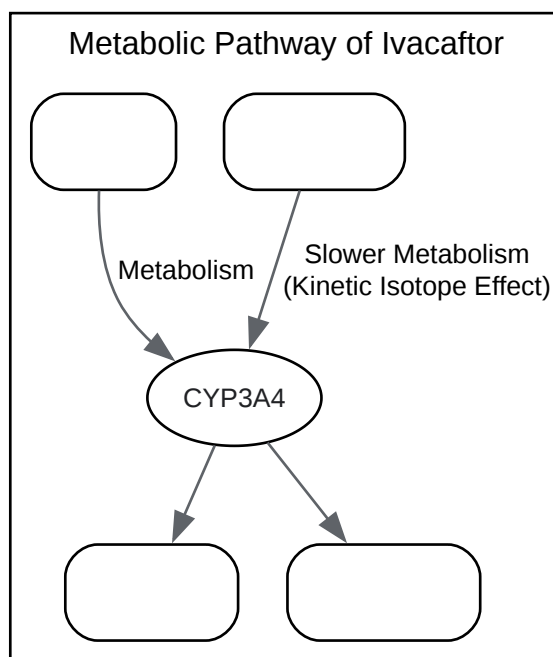 Metabolic Pathway of Ivacaftor
Metabolism
Slower Metabolism
(Kinetic Isotope Effect)
CYP3A4